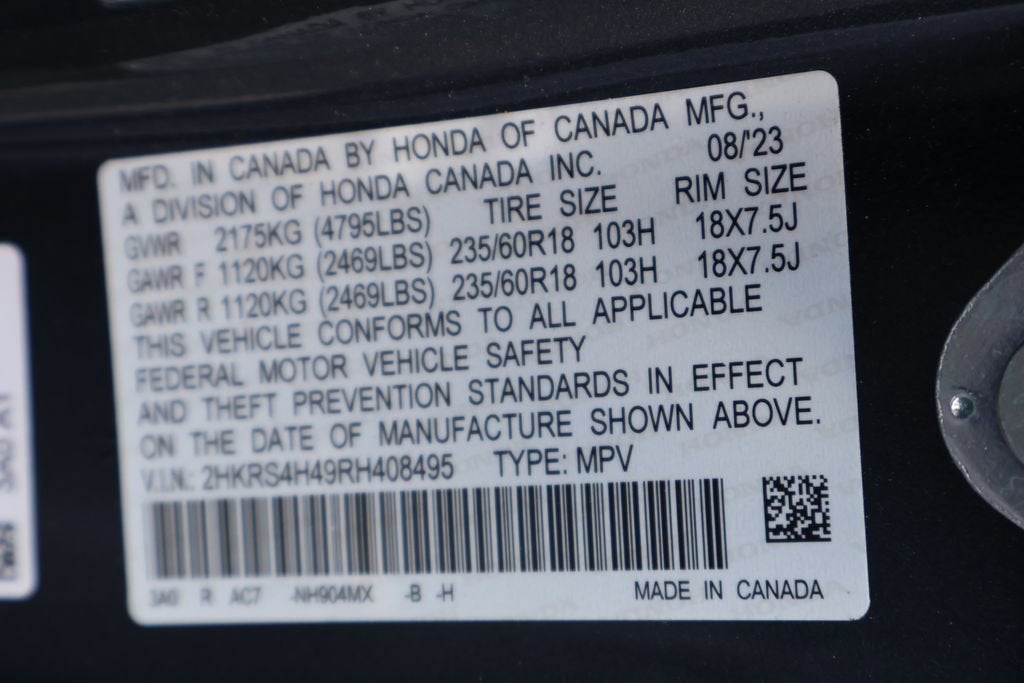 MFD. IN CANADA BY HONDA OF CANADA MFG.,
A DIVISION OF HONDA CANADA INC. 08/'23
GVWR 2175KG (4795LBS) TIRE SIZE RIM SIZE
GAWR F 1120KG (2469LBS) 235/60R18 103H 18X7.5J
GAWR R 1120KG (2469LBS) 235/60R18 103H 18X7.5J
THIS VEHICLE CONFORMS TO ALL APPLICABLE
FEDERAL MOTOR VEHICLE SAFETY
AND THEFT PREVENTION STANDARDS IN EFFECT
ON THE DATE OF MANUFACTURE SHOWN ABOVE.
V.I.N.: 2HKRS4H49RH408495 TYPE: MPV
R AC7 -NH904MX -B -H MADE IN CANADA